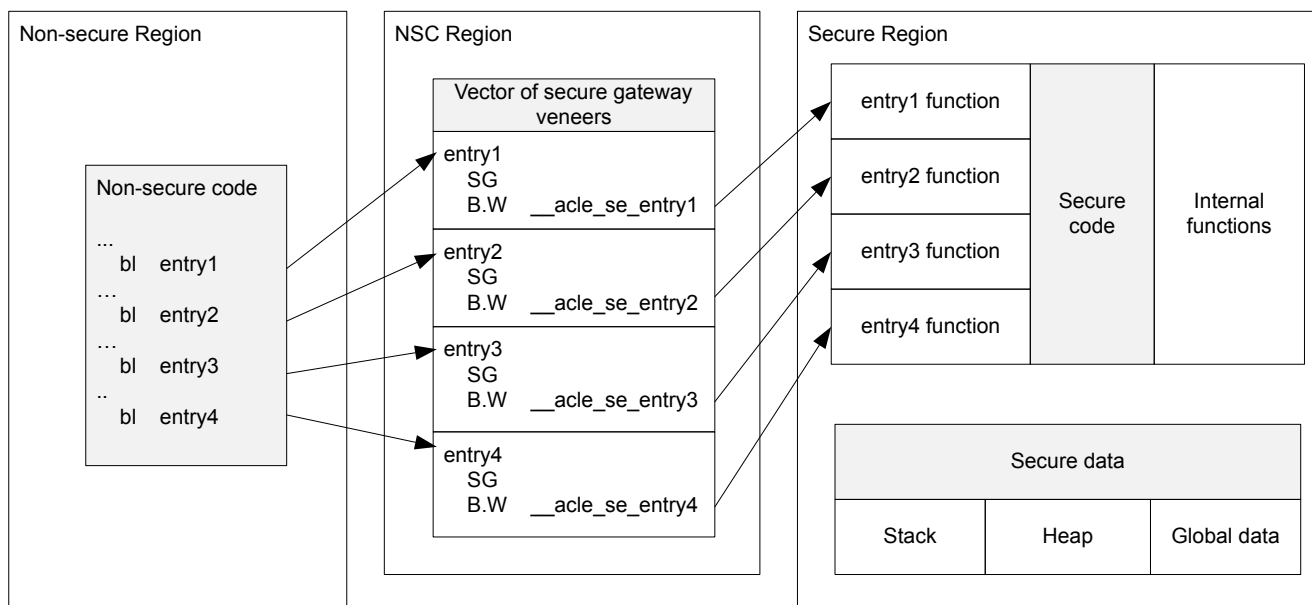 Non-secure Region
Non-secure code
...
bl entry1
...
bl entry2
...
bl entry3
..
bl entry4
NSC Region
Vector of secure gateway
veneers
entry1
SG
B.W __acle_se_entry1
entry2
SG
B.W __acle_se_entry2
entry3
SG
B.W __acle_se_entry3
entry4
SG
B.W __acle_se_entry4
Secure Region
entry1 function
entry2 function
entry3 function
entry4 function
Secure
code
Internal
functions
Secure data
Stack
Heap
Global data